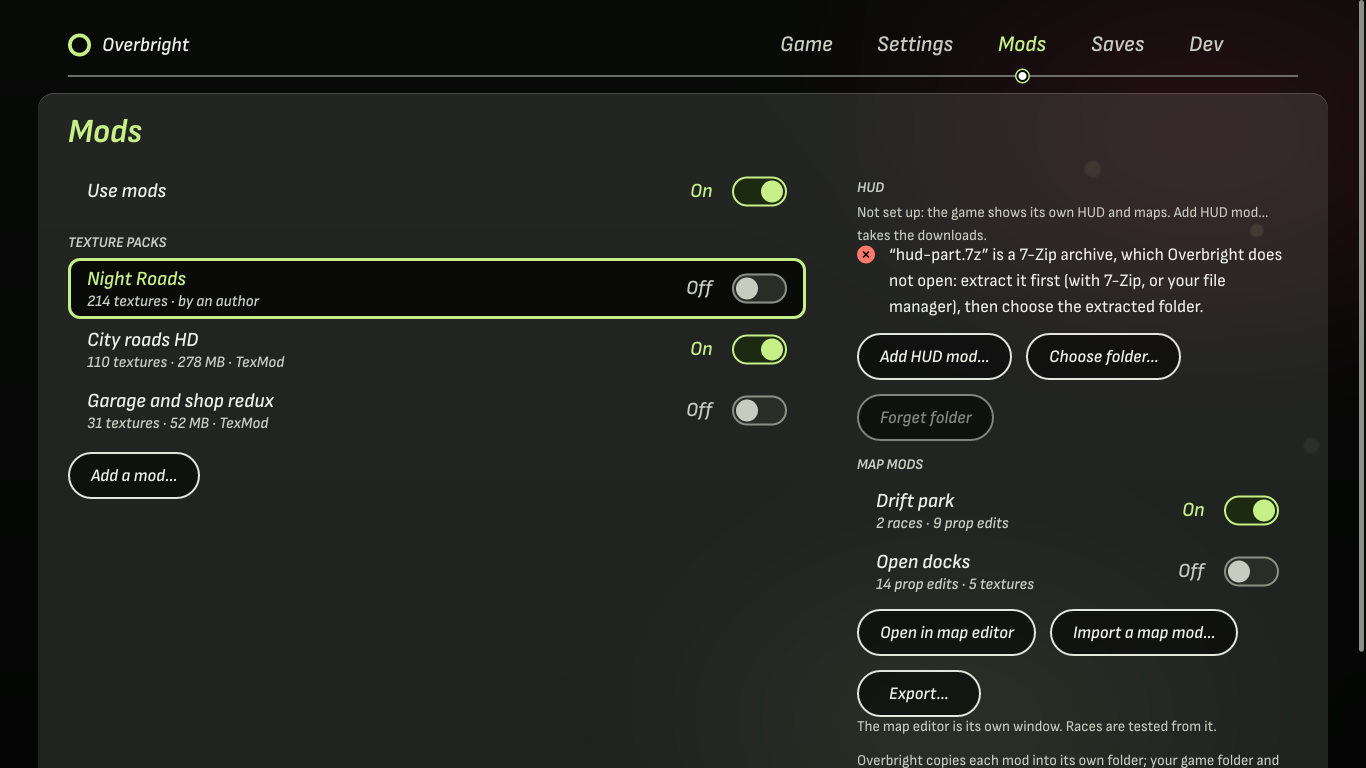 Overbright
Game
Settings
Mods
Saves
Dev
Mods
Use mods
On
TEXTURE PACKS
Night Roads
214 textures · by an author
Off
City roads HD
110 textures · 278 MB · TexMod
On
Garage and shop redux
31 textures · 52 MB · TexMod
Off
Add a mod...
HUD
Not set up: the game shows its own HUD and maps. Add HUD mod...
takes the downloads.
“hud-part.7z” is a 7-Zip archive, which Overbright does
not open: extract it first (with 7-Zip, or your file
manager), then choose the extracted folder.
Add HUD mod...
Choose folder...
Forget folder
MAP MODS
Drift park
2 races · 9 prop edits
On
Open docks
14 prop edits · 5 textures
Off
Open in map editor
Import a map mod...
Export...
The map editor is its own window. Races are tested from it.
Overbright copies each mod into its own folder; your game folder and